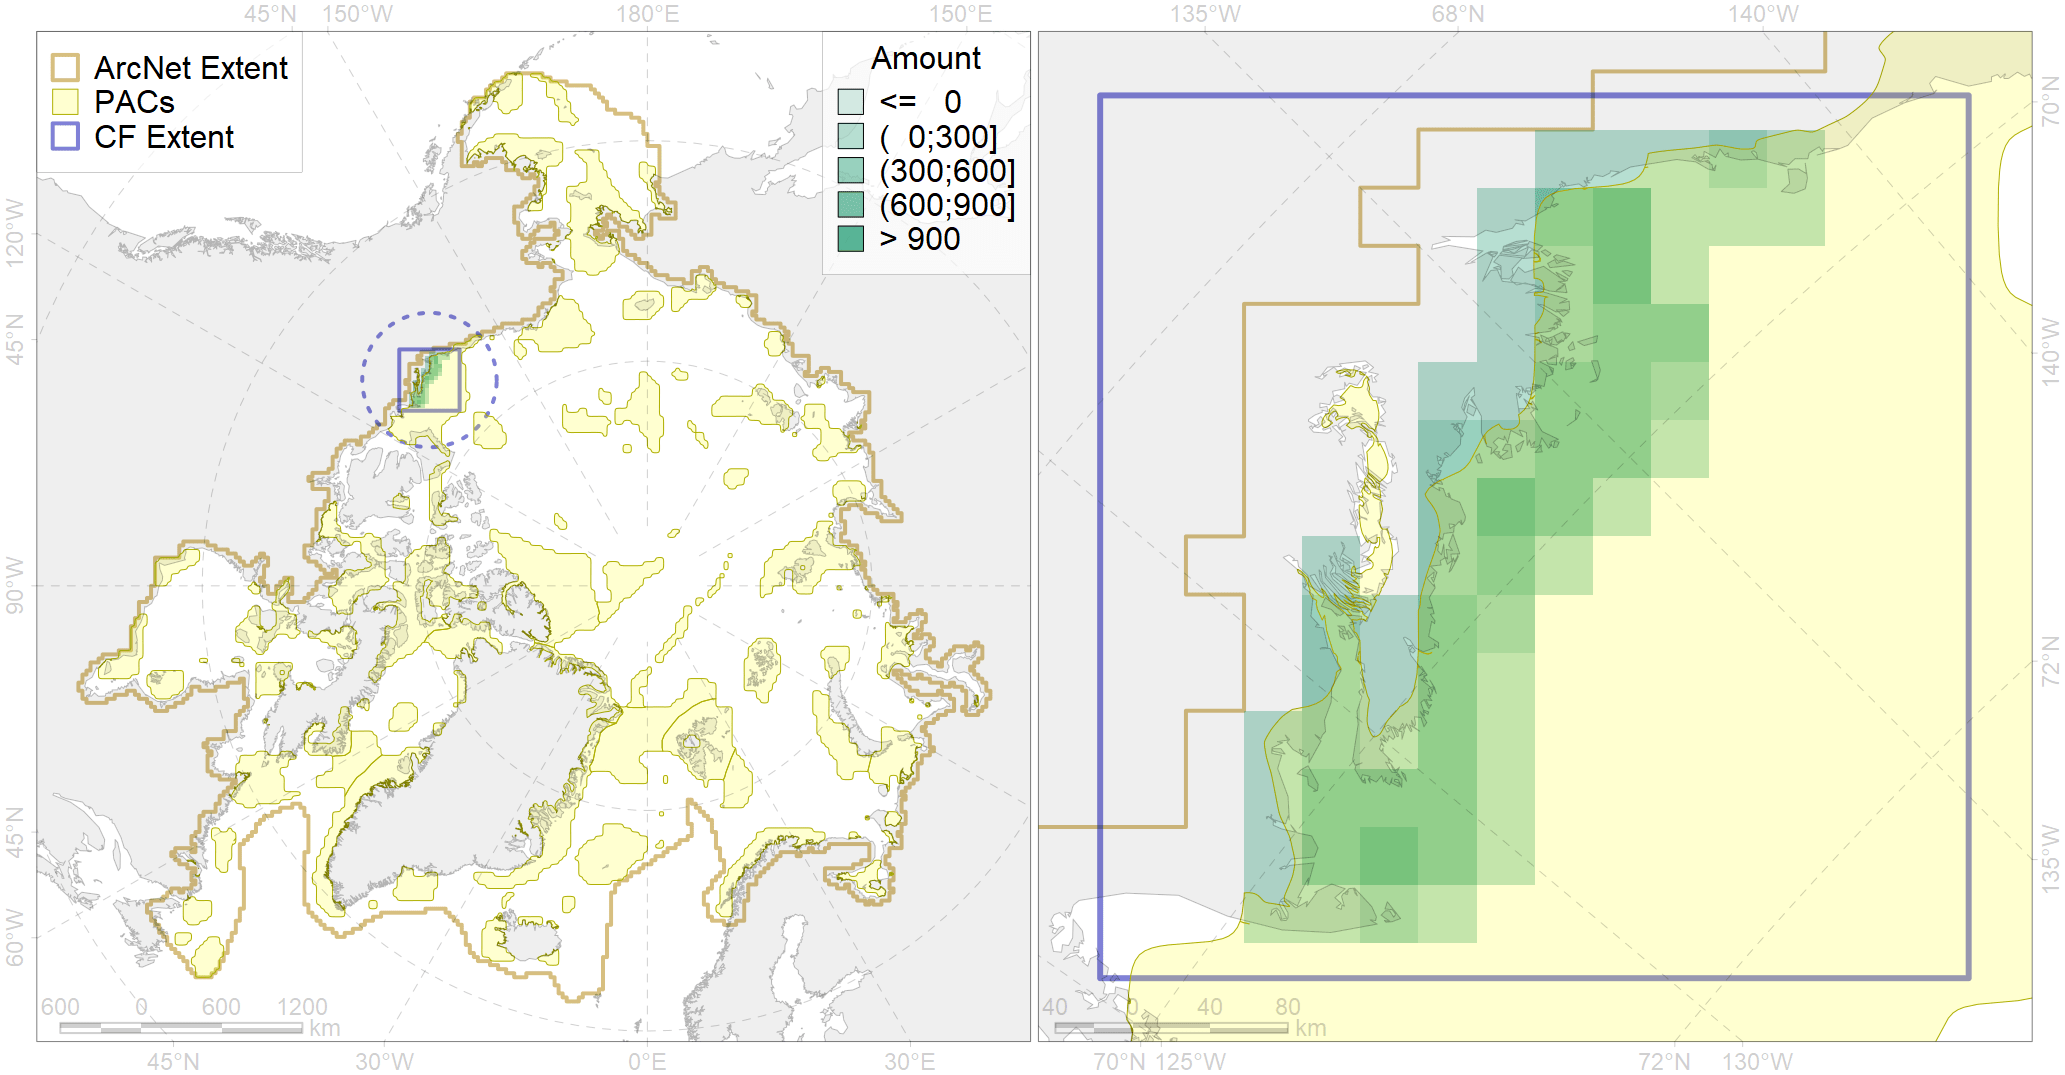 45°N 150°W 180°E 150°E 135°W 68°N 140°W
ArcNet Extent
PACs
CF Extent
Amount
<= 0
( 0;300]
(300;600]
(600;900]
> 900
120°W
45°N
90°W
45°N
60°W
70°N
140°W
72°N
135°W
600 0 600 1200
km
40 0 40 80
km
45°N 30°W 0°E 30°E 70°N 125°W 72°N 130°W